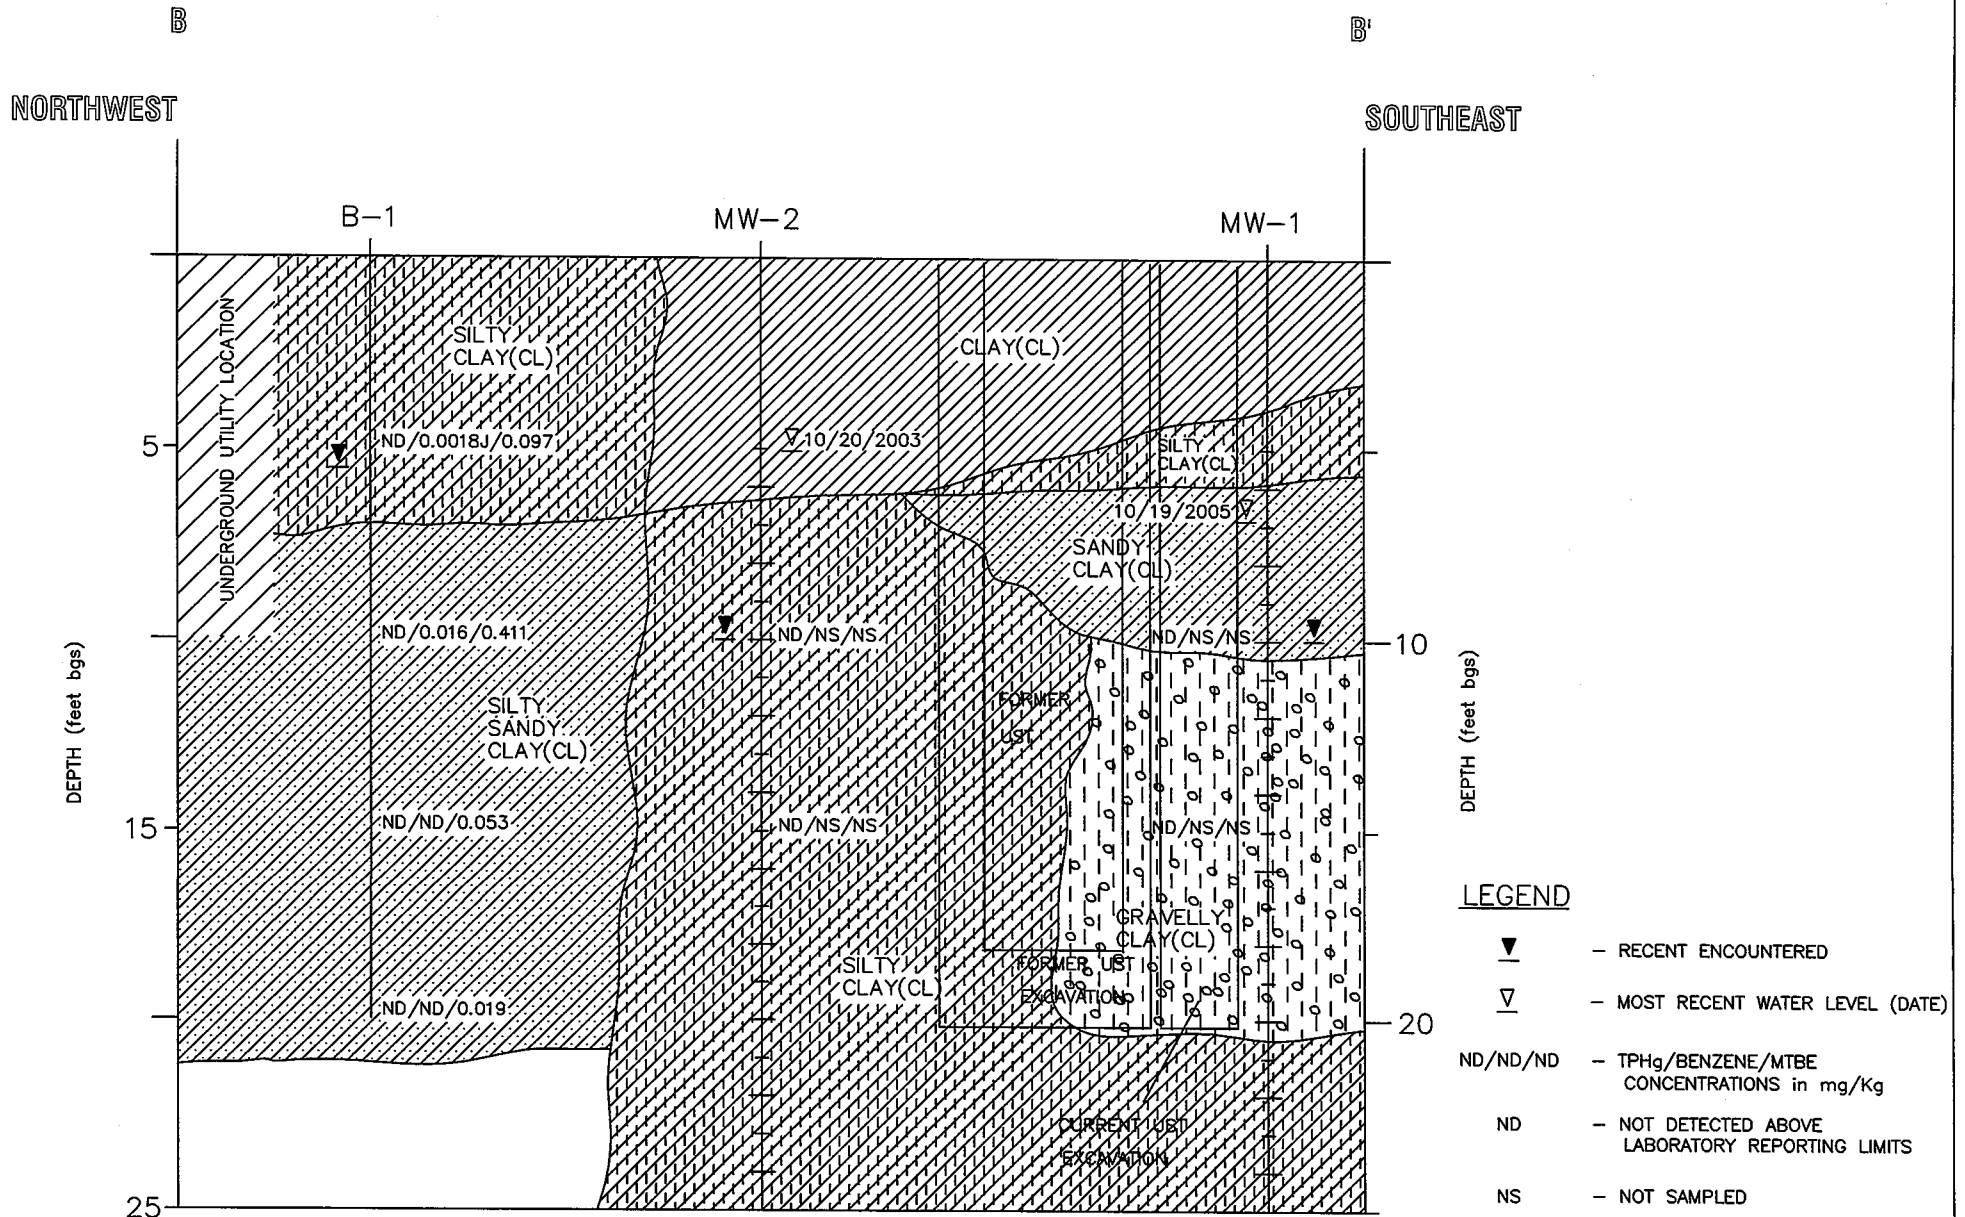 B
B'
NORTHWEST
SOUTHEAST
B-1
MW-2
MW-1
UNDERGROUND UTILITY LOCATION
SILTY
CLAY(CL)
CLAY(CL)
5
ND/0.0018J/0.097
10/20/2003
SILTY
CLAY(CL)
10/19/2005
SANDY
CLAY(CL)
ND/0.016/0.411
ND/NS/NS
ND/NS/NS
10
DEPTH (feet bgs)
DEPTH (feet bgs)
FORMER
UST
SILTY
SANDY
CLAY(CL)
15
ND/ND/0.053
ND/NS/NS
ND/NS/NS
GRAVELLY
CLAY(CL)
SILTY
CLAY(CL)
FORMER UST
EXCAVATION
ND/ND/0.019
20
CURRENT UST
EXCAVATION
25
LEGEND
- RECENT ENCOUNTERED
- MOST RECENT WATER LEVEL (DATE)
ND/ND/ND - TPHg/BENZENE/MTBE
CONCENTRATIONS in mg/Kg
ND - NOT DETECTED ABOVE
LABORATORY REPORTING LIMITS
NS - NOT SAMPLED